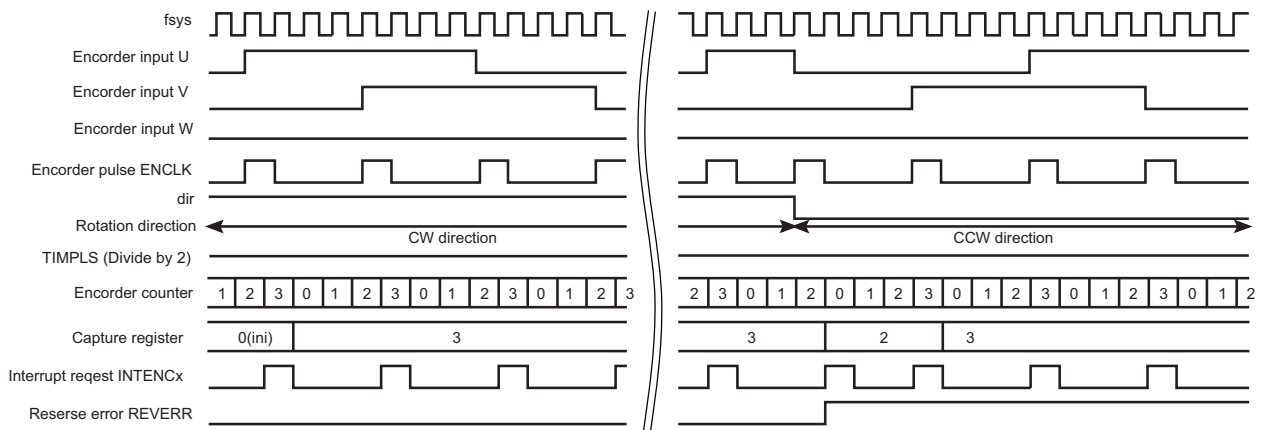 fsys
Encorder input U
Encorder input V
Encorder input W
Encorder pulse ENCLK
dir
Rotation direction
CW direction
CCW direction
TIMPLS (Divide by 2)
Encorder counter
1 2 3 0 1 2 3 0 1 2 3 0 1 2 3
2 3 0 1 2 0 1 2 3 0 1 2 3 0 1 2 3 0 1 2
Capture register
0(ini)
3
3
2
3
Interrupt reqest INTENCx
Reserse error REVERR